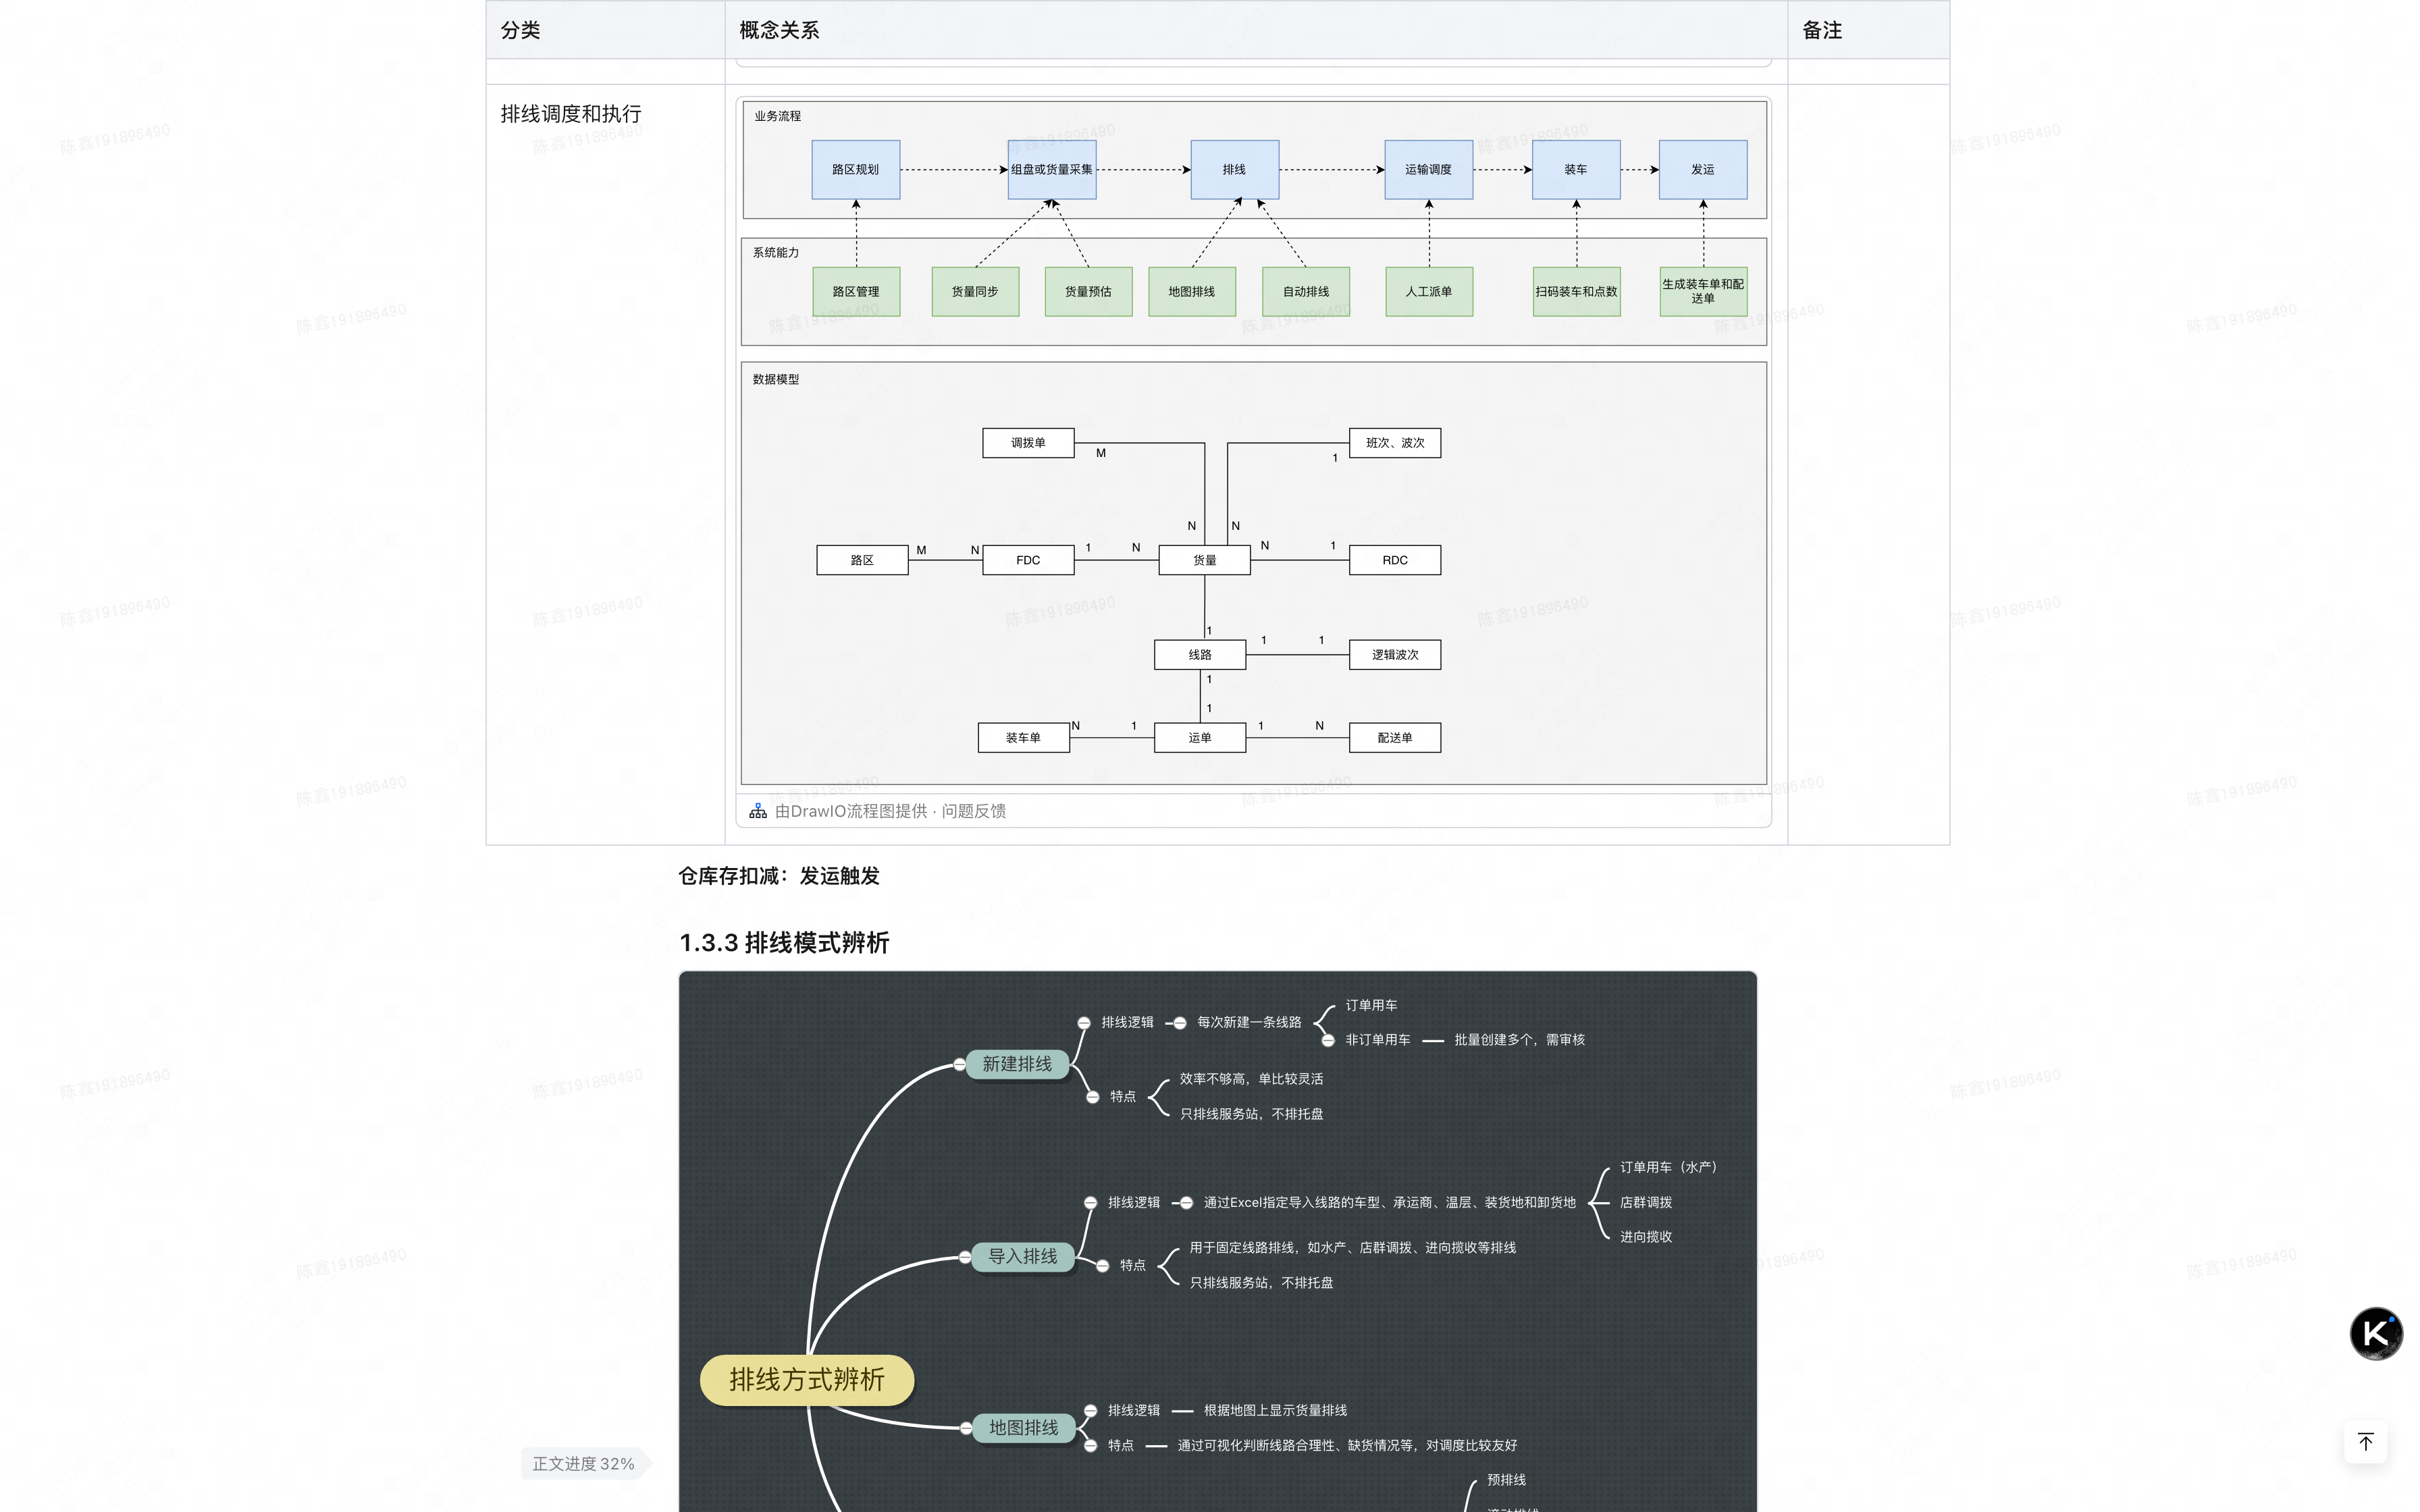 分类
概念关系
备注
排线调度和执行
业务流程
路区规划
组盘或货量采集
排线
运输调度
装车
发运
系统能力
路区管理
货量同步
货量预估
地图排线
自动排线
人工派单
扫码装车和点数
生成装车单和配
送单
数据模型
调拨单
M
班次、波次
1
N
N
路区
M
N
FDC
1
N
货量
N
1
RDC
1
线路
1
1
逻辑波次
1
1
装车单
N
1
运单
1
N
配送单
由DrawIO流程图提供 · 问题反馈
仓库存扣减：发运触发
1.3.3 排线模式辨析
订单用车
排线逻辑
每次新建一条线路
非订单用车
批量创建多个，需审核
新建排线
效率不够高，单比较灵活
特点
只排线服务站，不排托盘
订单用车（水产）
排线逻辑
通过Excel指定导入线路的车型、承运商、温层、装货地和卸货地
店群调拨
进向揽收
导入排线
用于固定线路排线，如水产、店群调拨、进向揽收等排线
特点
只排线服务站，不排托盘
排线方式辨析
排线逻辑
根据地图上显示货量排线
地图排线
特点
通过可视化判断线路合理性、缺货情况等，对调度比较友好
正文进度 32%
预排线
陈鑫191896490
K